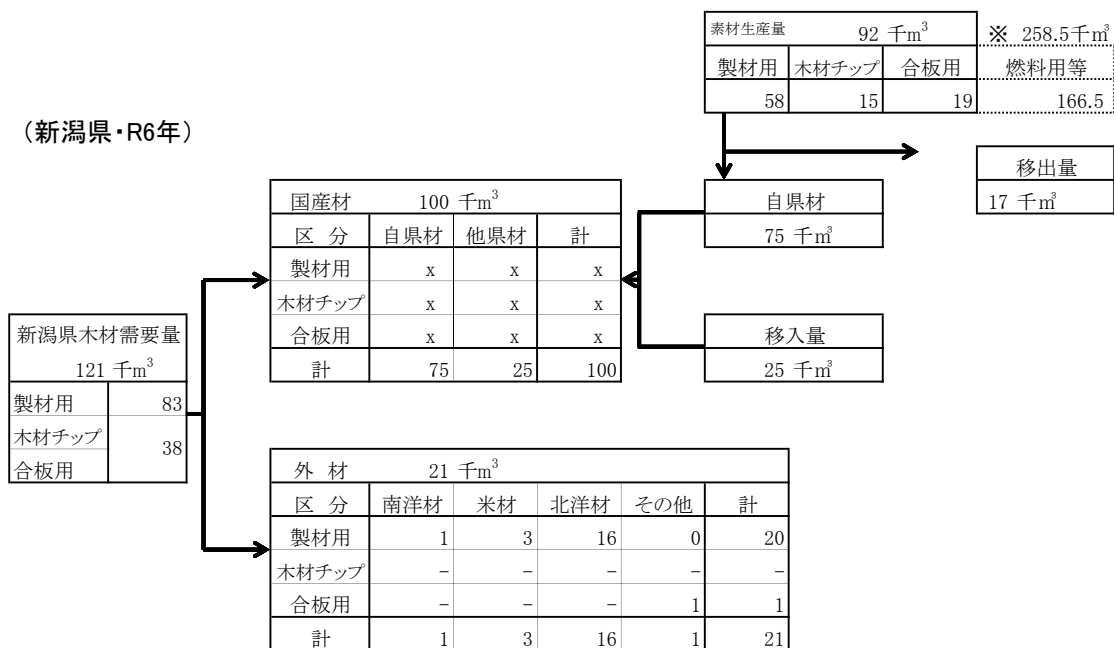 素材生産量 92 千m³ ※ 258.5千㎥
製材用 木材チップ 合板用 燃料用等
58 15 19 166.5
（新潟県・R6年）
移出量
17 千㎥
国産材 100 千m³
区 分 自県材 他県材 計
製材用 x x x
木材チップ x x x
合板用 x x x
計 75 25 100
自県材
75 千㎥
移入量
25 千㎥
新潟県木材需要量
121 千m³
製材用 83
木材チップ 38
合板用
外 材 21 千m³
区 分 南洋材 米材 北洋材 その他 計
製材用 1 3 16 0 20
木材チップ － － － － －
合板用 － － － 1 1
計 1 3 16 1 21